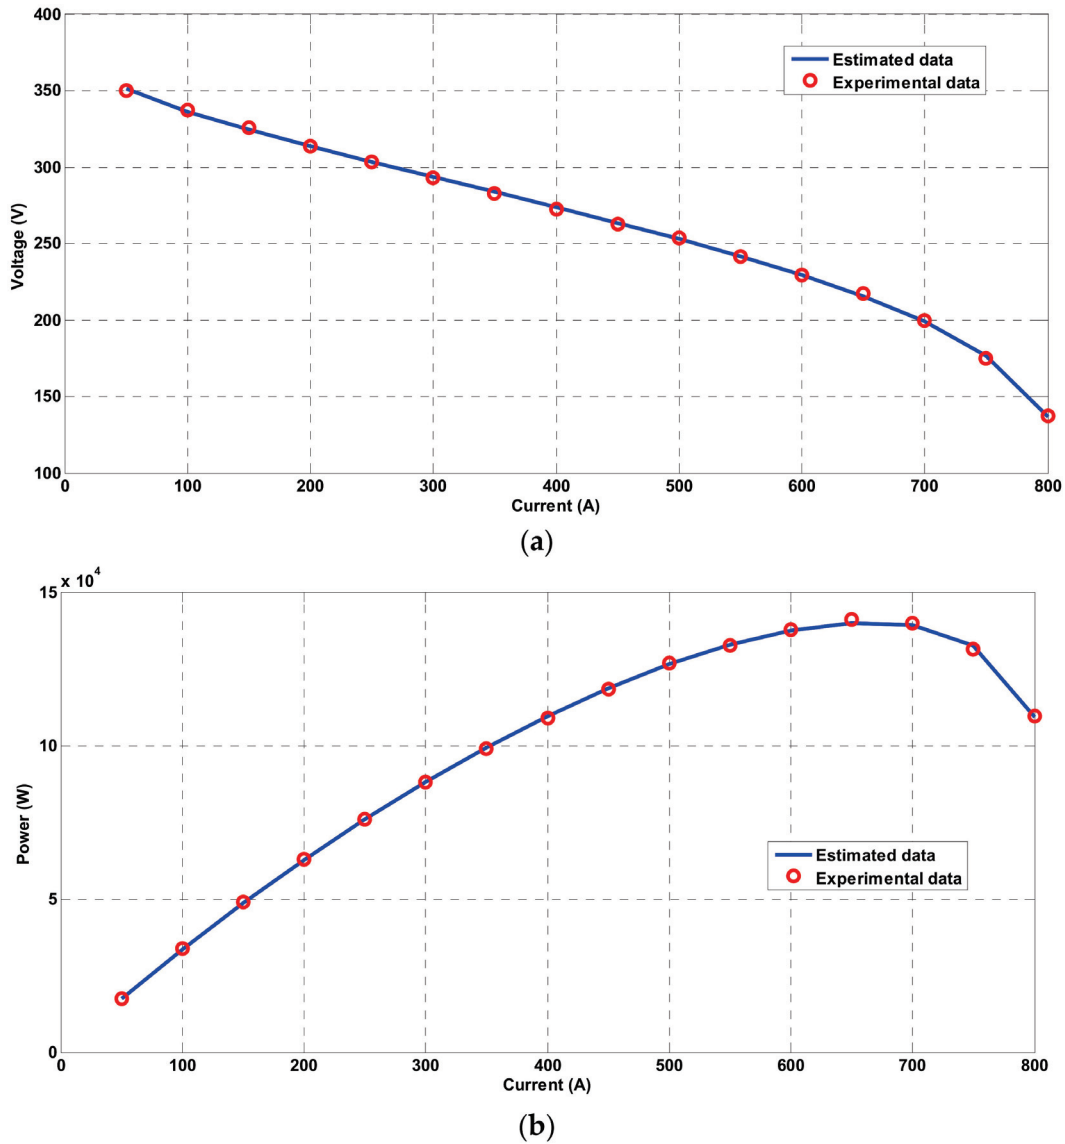 400
350
300
250
200
150
100
Voltage (V)
Estimated data
Experimental data
0 100 200 300 400 500 600 700 800
Current (A)
(a)
x 10^4
15
10
5
0
Power (W)
Estimated data
Experimental data
0 100 200 300 400 500 600 700 800
Current (A)
(b)